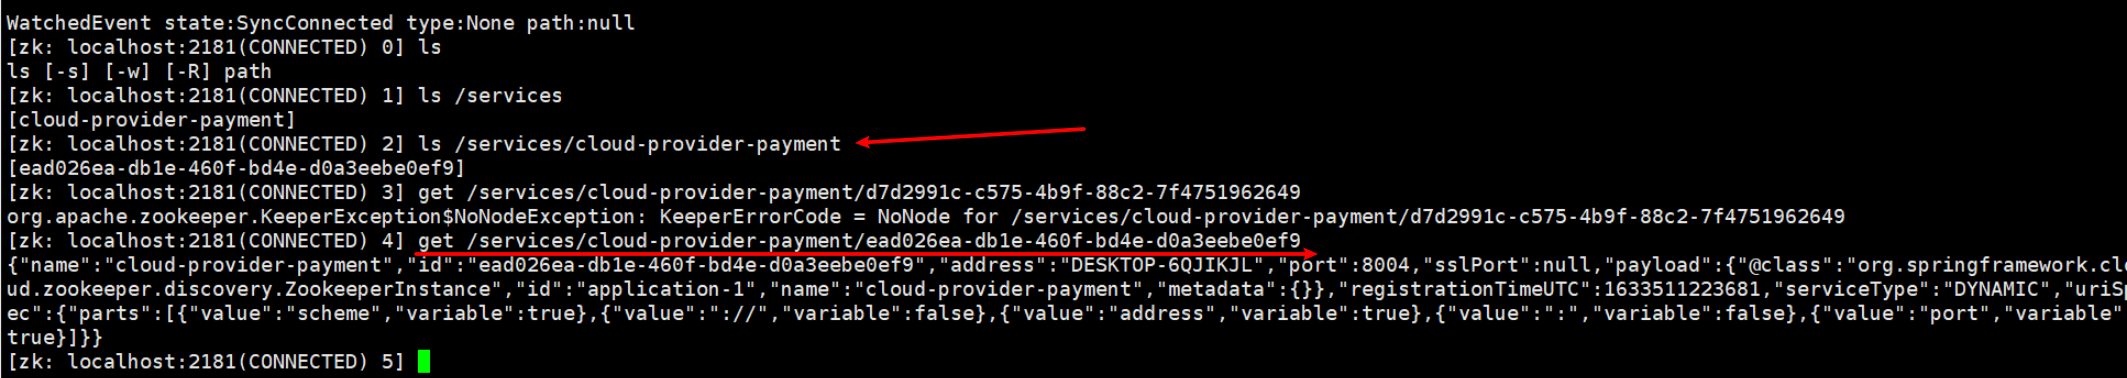 WatchedEvent state:SyncConnected type:None path:null
[zk: localhost:2181(CONNECTED) 0] ls
ls [-s] [-w] [-R] path
[zk: localhost:2181(CONNECTED) 1] ls /services
[cloud-provider-payment]
[zk: localhost:2181(CONNECTED) 2] ls /services/cloud-provider-payment
[ead026ea-db1e-460f-bd4e-d0a3eebe0ef9]
[zk: localhost:2181(CONNECTED) 3] get /services/cloud-provider-payment/d7d2991c-c575-4b9f-88c2-7f4751962649
org.apache.zookeeper.KeeperException$NoNodeException: KeeperErrorCode = NoNode for /services/cloud-provider-payment/d7d2991c-c575-4b9f-88c2-7f4751962649
[zk: localhost:2181(CONNECTED) 4] get /services/cloud-provider-payment/ead026ea-db1e-460f-bd4e-d0a3eebe0ef9
{"name":"cloud-provider-payment","id":"ead026ea-db1e-460f-bd4e-d0a3eebe0ef9","address":"DESKTOP-6QJIKJL","port":8004,"sslPort":null,"payload":{"@class":"org.springframework.clo
ud.zookeeper.discovery.ZookeeperInstance","id":"application-1","name":"cloud-provider-payment","metadata":{}},"registrationTimeUTC":1633511223681,"serviceType":"DYNAMIC","uriSp
ec":{"parts":[{"value":"scheme","variable":true},{"value":"://","variable":false},{"value":"address","variable":true},{"value":":","variable":false},{"value":"port","variable"
true}]}}
[zk: localhost:2181(CONNECTED) 5]